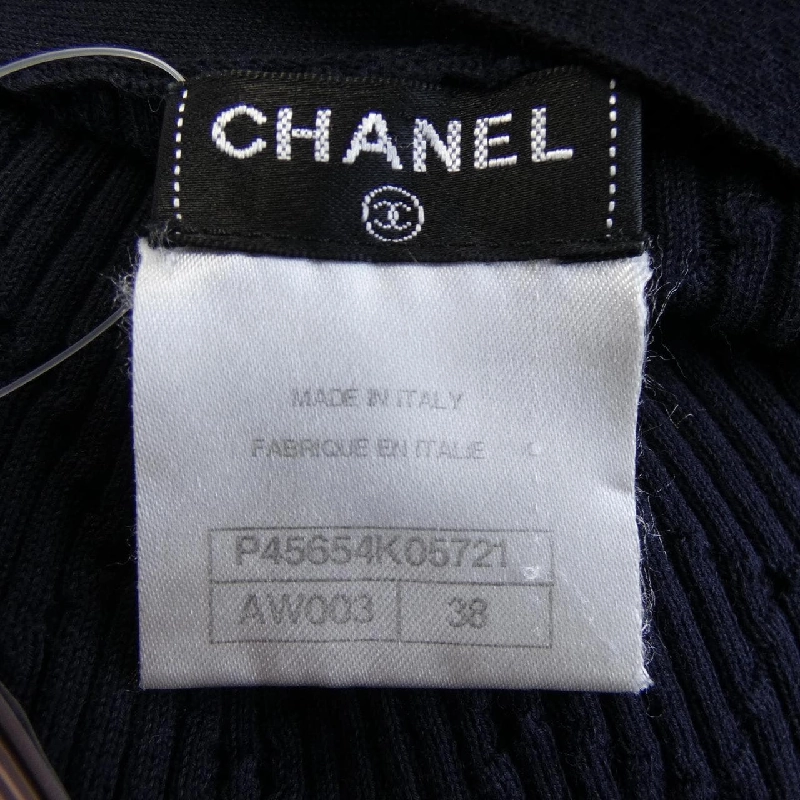 CHANEL
MADE IN ITALY
FABRIQUE EN ITALIE
P45654K05721
AW003 38